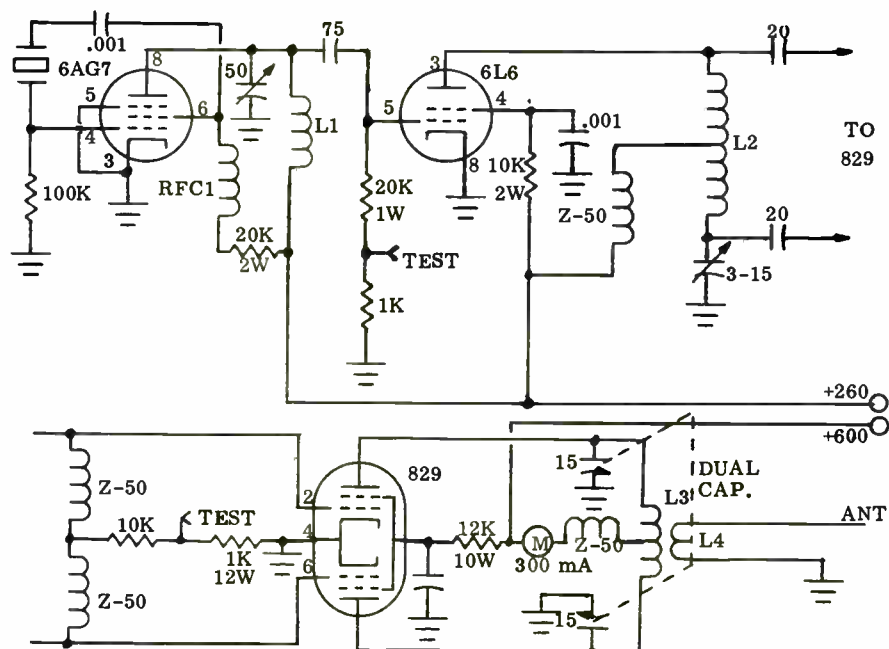 .001
6AG7
8
50
75
5
4
3
6
100K
RFC1
L1
20K
2W
20K
1W
TEST
1K
3
6L6
5
4
8
.001
10K
2W
Z-50
L2
20
TO
829
20
3-15
+260
+600
Z-50
10K
TEST
1K
12W
Z-50
2
4
6
829
12K
10W
M
300 mA
Z-50
15
15
DUAL
CAP.
L3
L4
ANT